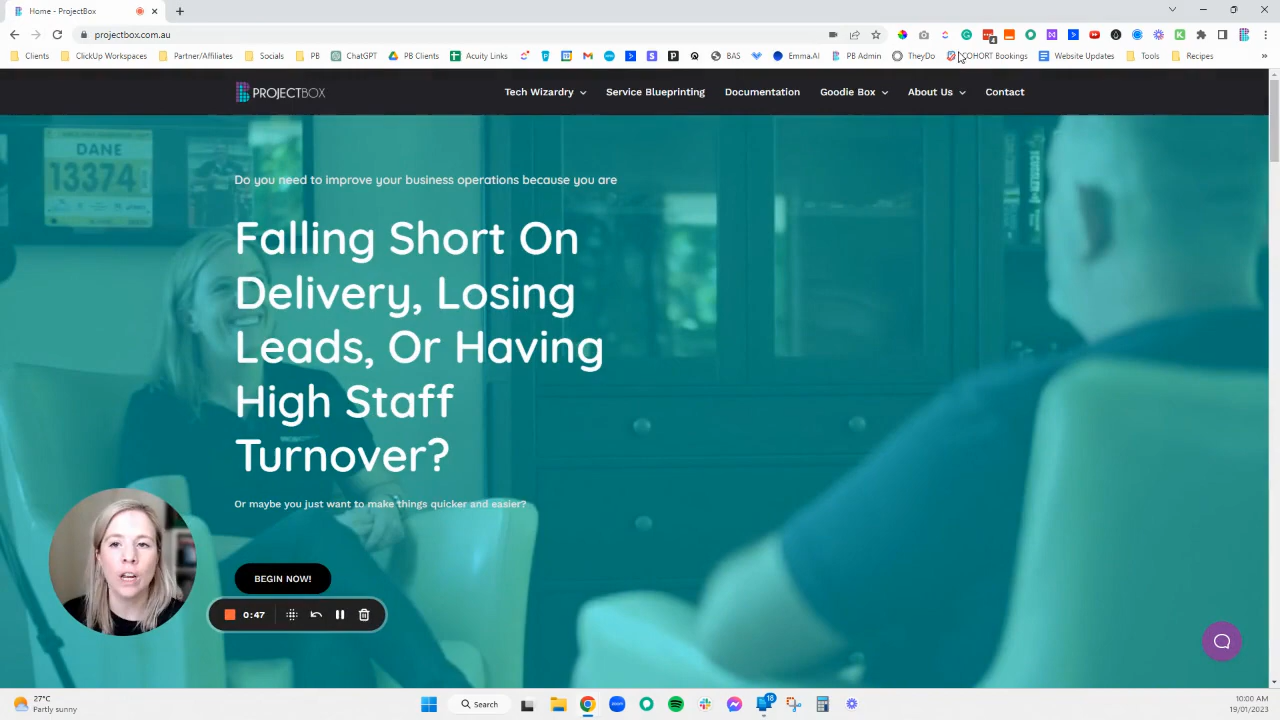 Home - ProjectBox
projectbox.com.au
Clients
ClickUp Workspaces
Partner/Affiliates
Socials
PB
ChatGPT
PB Clients
Acuity Links
BAS
Emma.AI
PB Admin
TheyDo
COHORT Bookings
Website Updates
Tools
Recipes
PROJECTBOX
Tech Wizardry
Service Blueprinting
Documentation
Goodie Box
About Us
Contact
DANE
13374
Do you need to improve your business operations because you are
Falling Short On
Delivery, Losing
Leads, Or Having
High Staff
Turnover?
Or maybe you just want to make things quicker and easier?
BEGIN NOW!
0:47
27°C
Partly sunny
Search
18
10:00 AM
19/01/2023